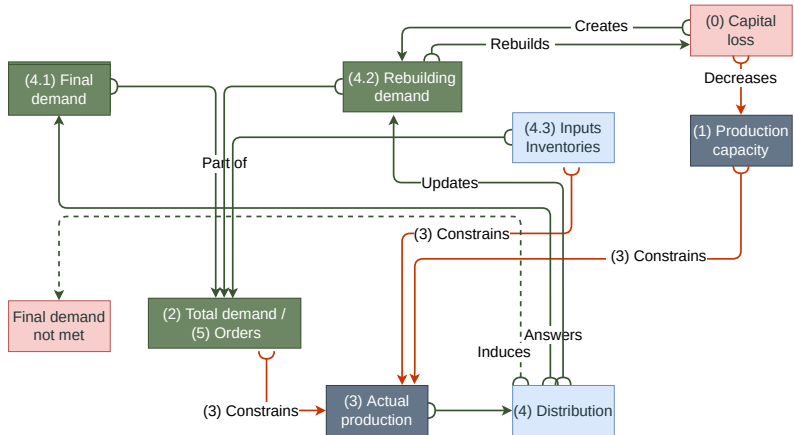 (0) Capital
loss
Creates
Rebuilds
(4.1) Final
demand
(4.2) Rebuilding
demand
Decreases
(4.3) Inputs
Inventories
(1) Production
capacity
Part of
Updates
(3) Constrains
(3) Constrains
Final demand
not met
(2) Total demand /
(5) Orders
Answers
Induces
(3) Constrains
(3) Actual
production
(4) Distribution